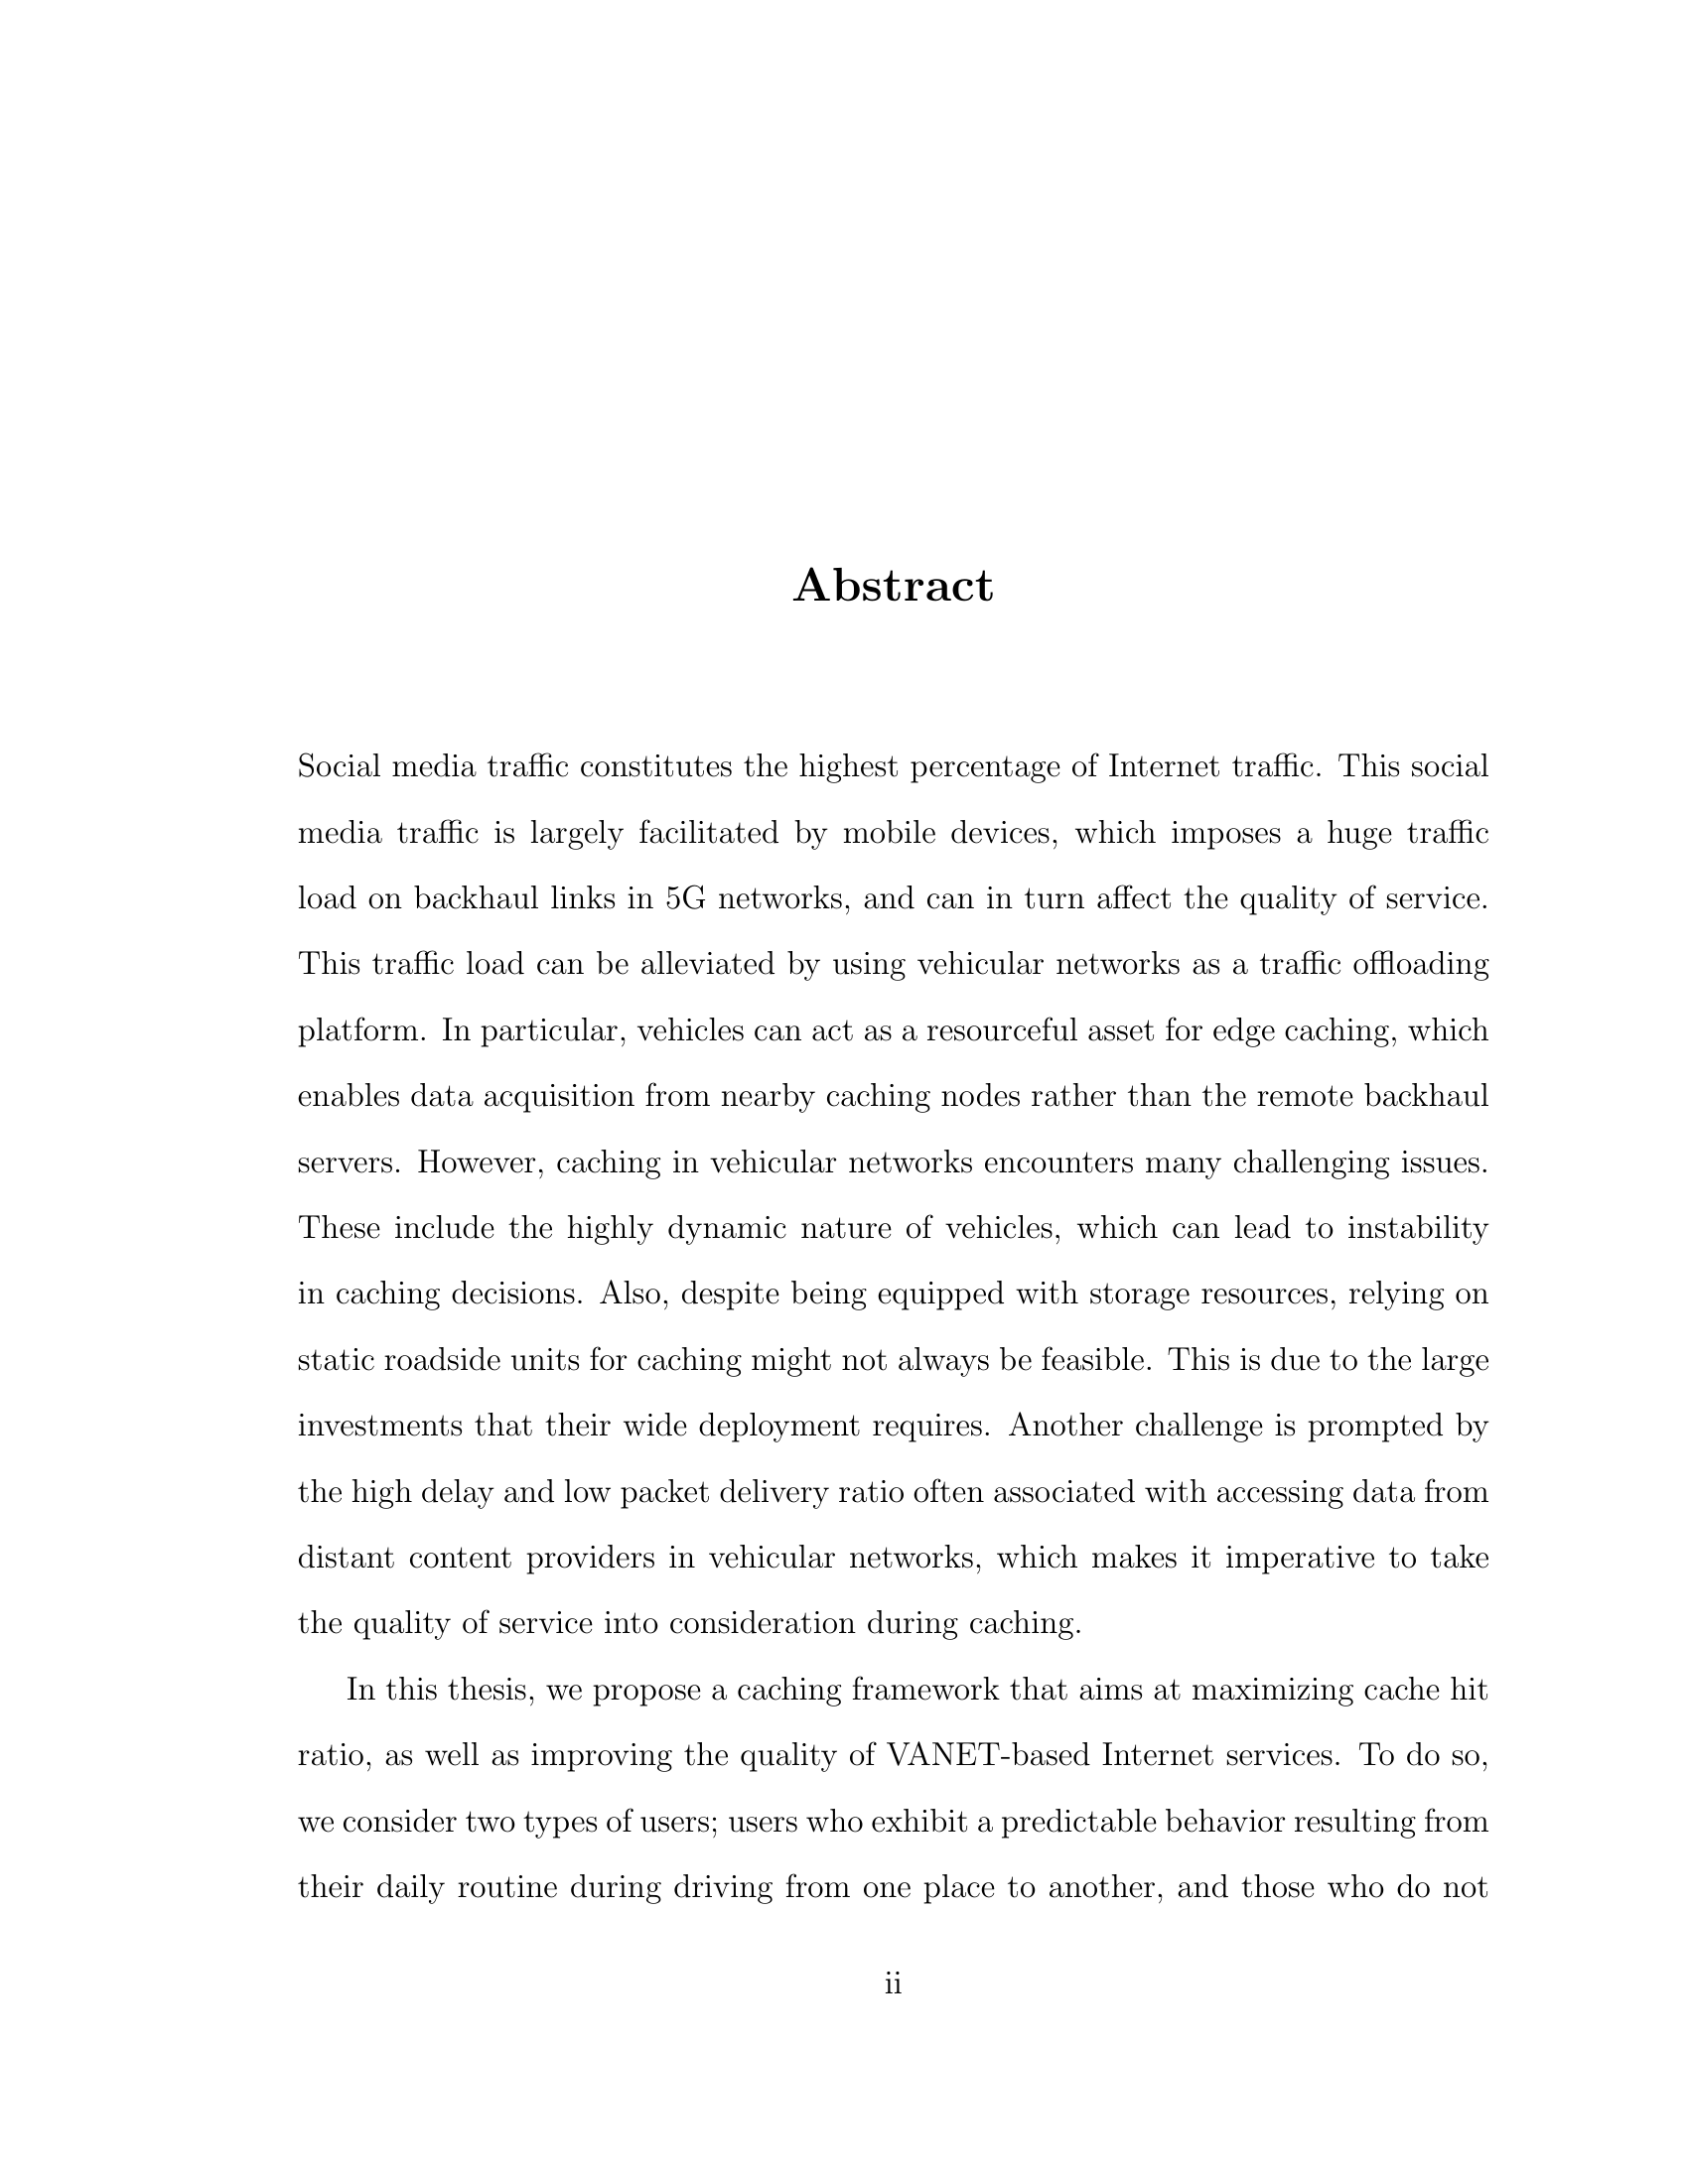 Abstract
Social media traffic constitutes the highest percentage of Internet traffic. This social
media traffic is largely facilitated by mobile devices, which imposes a huge traffic
load on backhaul links in 5G networks, and can in turn affect the quality of service.
This traffic load can be alleviated by using vehicular networks as a traffic offloading
platform. In particular, vehicles can act as a resourceful asset for edge caching, which
enables data acquisition from nearby caching nodes rather than the remote backhaul
servers. However, caching in vehicular networks encounters many challenging issues.
These include the highly dynamic nature of vehicles, which can lead to instability
in caching decisions. Also, despite being equipped with storage resources, relying on
static roadside units for caching might not always be feasible. This is due to the large
investments that their wide deployment requires. Another challenge is prompted by
the high delay and low packet delivery ratio often associated with accessing data from
distant content providers in vehicular networks, which makes it imperative to take
the quality of service into consideration during caching.
In this thesis, we propose a caching framework that aims at maximizing cache hit
ratio, as well as improving the quality of VANET-based Internet services. To do so,
we consider two types of users; users who exhibit a predictable behavior resulting from
their daily routine during driving from one place to another, and those who do not
ii